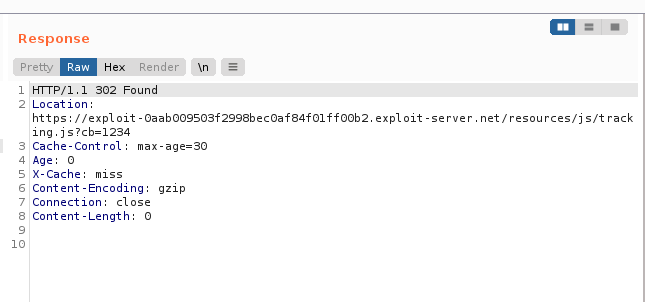 Response
Pretty Raw Hex Render \n
1 HTTP/1.1 302 Found
2 Location:
https://exploit-0aab009503f2998bec0af84f01ff00b2.exploit-server.net/resources/js/track
ing.js?cb=1234
3 Cache-Control: max-age=30
4 Age: 0
5 X-Cache: miss
6 Content-Encoding: gzip
7 Connection: close
8 Content-Length: 0
9
10